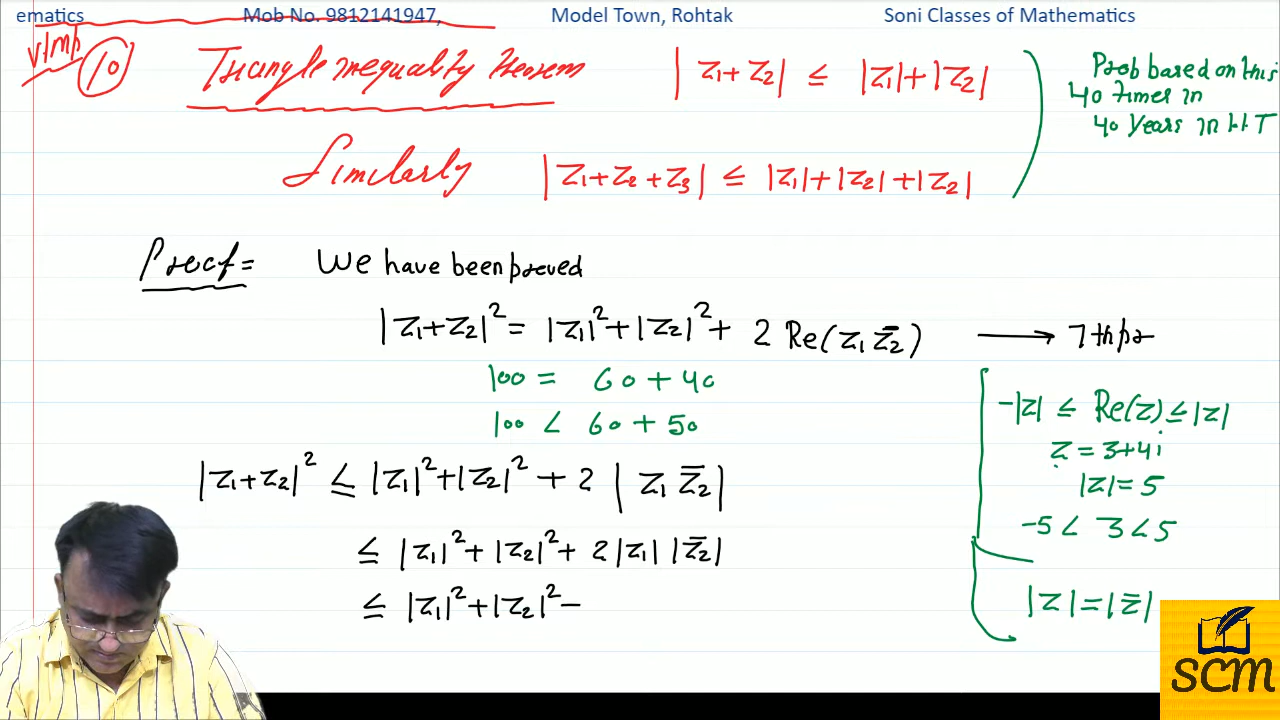 ematics Mob No. 9812141947, Model Town, Rohtak Soni Classes of Mathematics
v/mp 10 Triangle inequality theorem |z₁+z₂| ≤ |z₁|+|z₂|
Prob based on this
40 times in
40 years in IIT
Similarly |z₁+z₂+z₃| ≤ |z₁|+|z₂|+|z₂|
Proof = We have been proved
|z₁+z₂|² = |z₁|²+|z₂|²+ 2 Re(z₁ z̄₂) → 7th pr
100 = 60+40
100 < 60+50
|z₁+z₂|² ≤ |z₁|²+|z₂|² + 2 |z₁ z̄₂|
≤ |z₁|²+|z₂|²+ 2|z₁| |z̄₂|
≤ |z₁|²+|z₂|² −
−|z| ≤ Re(z) ≤ |z|
z = 3+4i
|z| = 5
-5 < 3 < 5
|z| = |z̄|
SCM